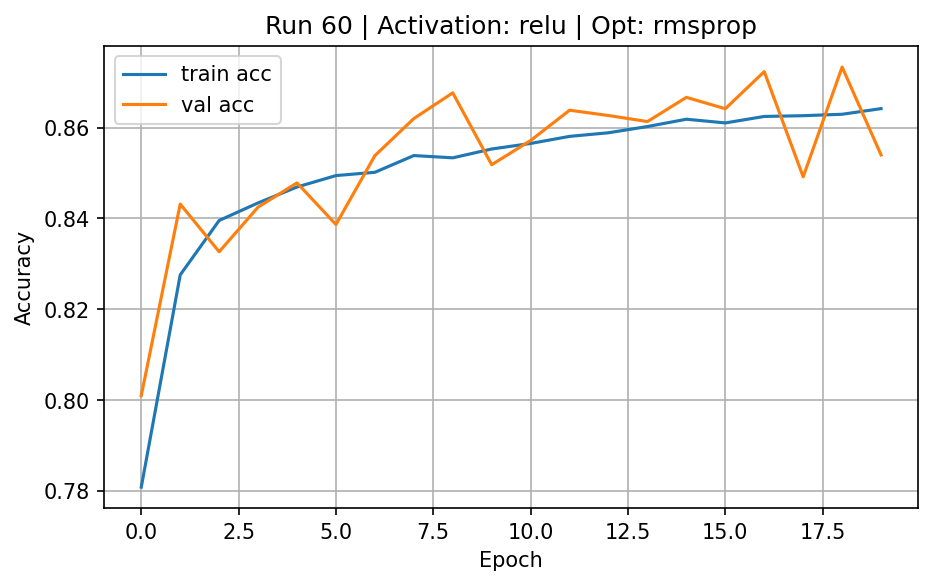 Run 60 | Activation: relu | Opt: rmsprop
train acc
val acc
0.86
0.84
0.82
0.80
0.78
Accuracy
0.0 2.5 5.0 7.5 10.0 12.5 15.0 17.5
Epoch